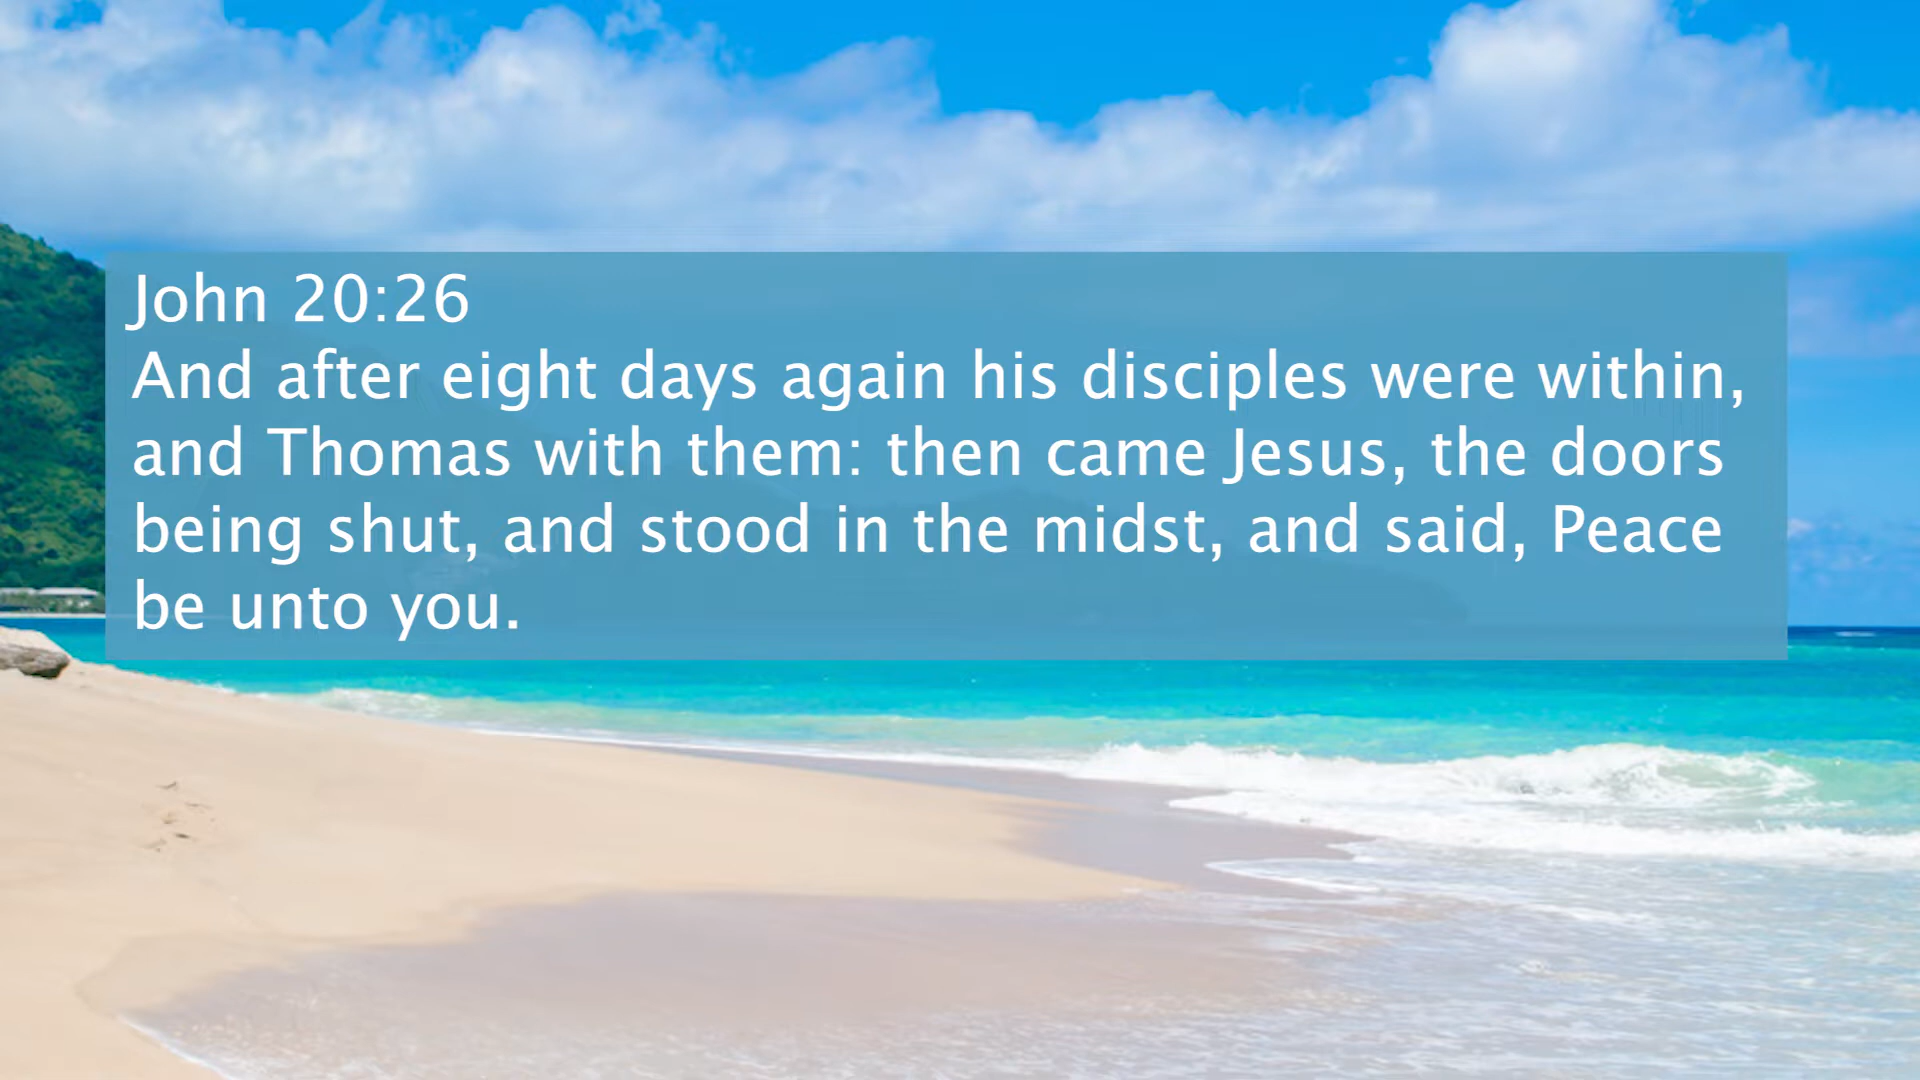 John 20:26
And after eight days again his disciples were within,
and Thomas with them: then came Jesus, the doors
being shut, and stood in the midst, and said, Peace
be unto you.